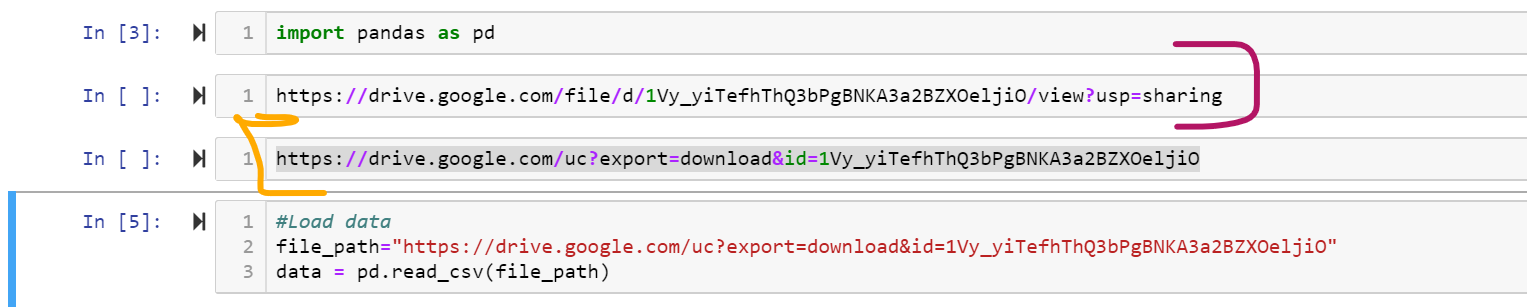 In [3]: 1 import pandas as pd
In [ ]: 1 https://drive.google.com/file/d/1Vy_yiTefhThQ3bPgBNKA3a2BZXOeljiO/view?usp=sharing
In [ ]: 1 https://drive.google.com/uc?export=download&id=1Vy_yiTefhThQ3bPgBNKA3a2BZXOeljiO
In [5]: 1 #Load data
2 file_path="https://drive.google.com/uc?export=download&id=1Vy_yiTefhThQ3bPgBNKA3a2BZXOeljiO"
3 data = pd.read_csv(file_path)